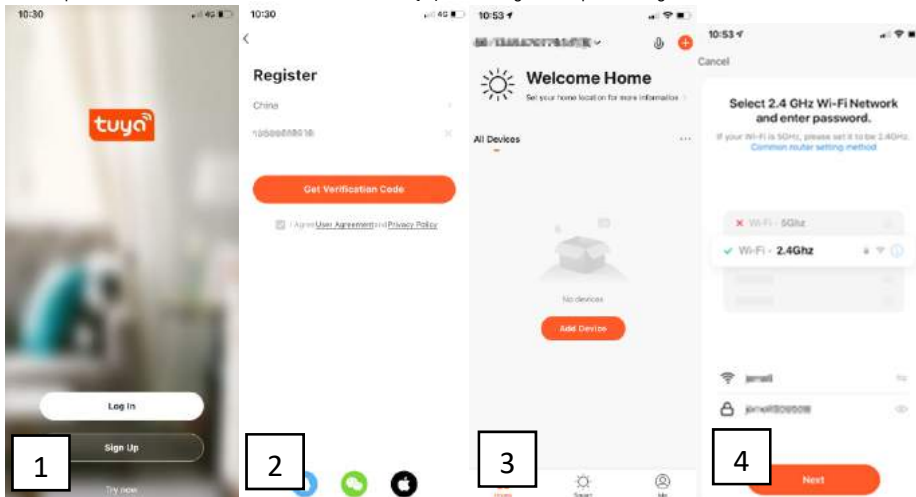 10:30
4G
tuya
Log In
Sign Up
Try now
1
10:30
4G
Register
China
Get Verification Code
I Agree User Agreement and Privacy Policy
2
10:53
Welcome Home
Set your home location for more information
All Devices
No devices
Add Device
Home Smart Me
3
10:53
Cancel
Select 2.4 GHz Wi-Fi Network
and enter password.
If your Wi-Fi is 5GHz, please set it to be 2.4GHz.
Common router setting method
Wi-Fi - 5Ghz
Wi-Fi - 2.4Ghz
Next
4